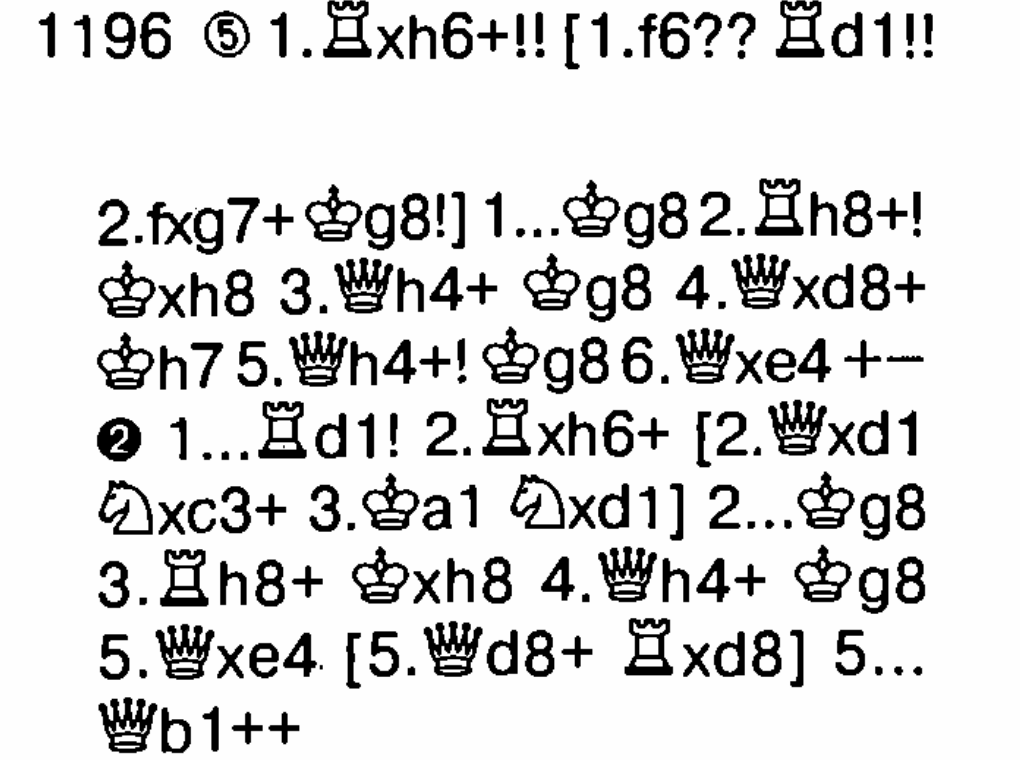 1196 ⑤ 1.♖xh6+!! [1.f6?? ♖d1!!
2.fxg7+ ♔g8!] 1...♔g8 2.♖h8+!
♔xh8 3.♕h4+ ♔g8 4.♕xd8+
♔h7 5.♕h4+! ♔g8 6.♕xe4 +−
❷ 1...♖d1! 2.♖xh6+ [2.♕xd1
♘xc3+ 3.♔a1 ♘xd1] 2...♔g8
3.♖h8+ ♔xh8 4.♕h4+ ♔g8
5.♕xe4 [5.♕d8+ ♖xd8] 5...
♕b1++